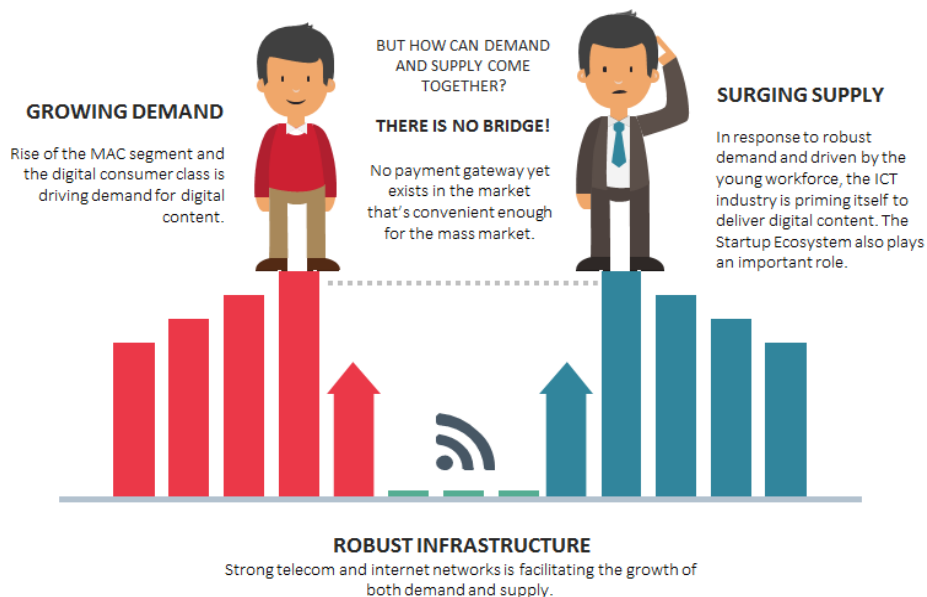 GROWING DEMAND
Rise of the MAC segment and
the digital consumer class is
driving demand for digital
content.
BUT HOW CAN DEMAND
AND SUPPLY COME
TOGETHER?
THERE IS NO BRIDGE!
No payment gateway yet
exists in the market
that's convenient enough
for the mass market.
SURGING SUPPLY
In response to robust
demand and driven by the
young workforce, the ICT
industry is priming itself to
deliver digital content. The
Startup Ecosystem also plays
an important role.
ROBUST INFRASTRUCTURE
Strong telecom and internet networks is facilitating the growth of
both demand and supply.